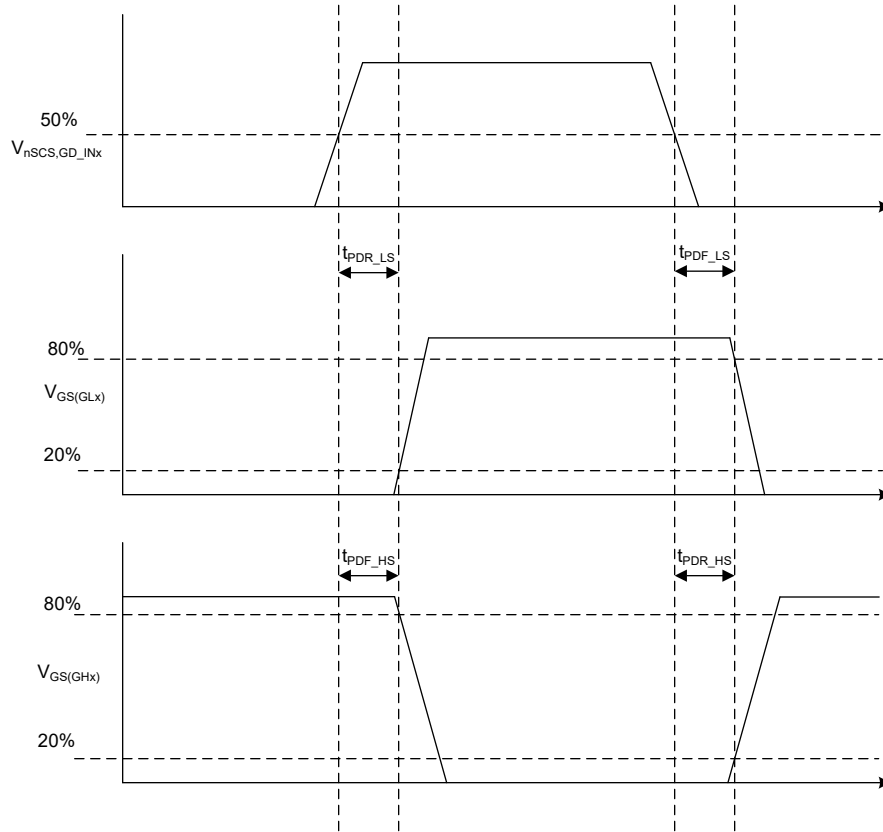 50%
VnSCS,GD_INx
tPDR_LS
tPDF_LS
80%
VGS(GLx)
20%
tPDF_HS
tPDR_HS
80%
VGS(GHx)
20%